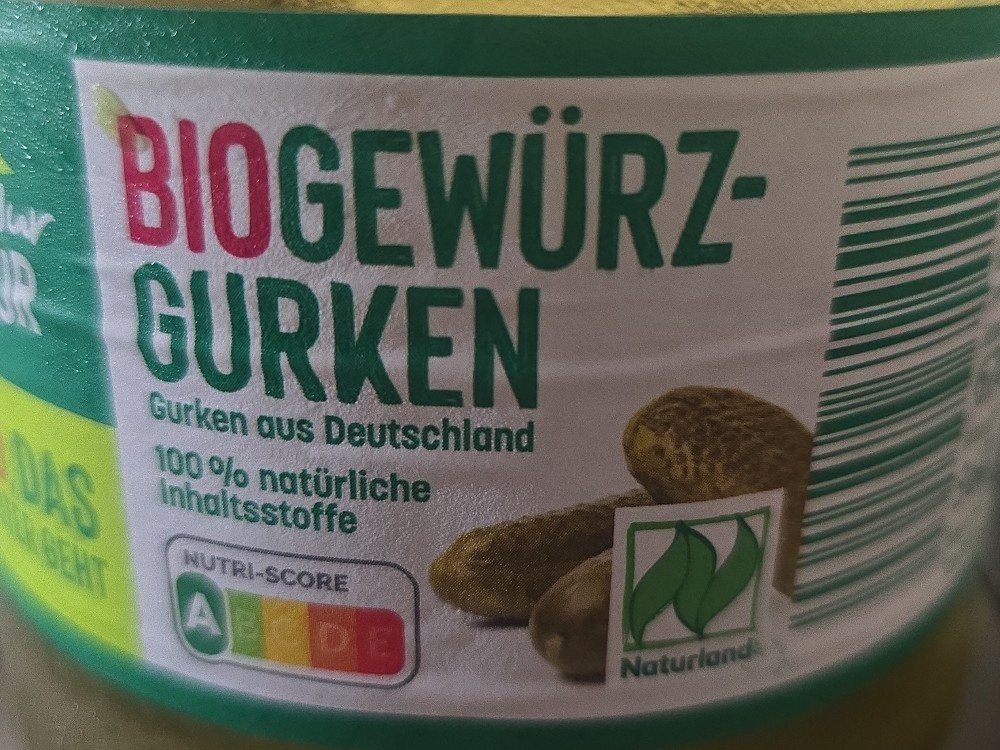 BIOGEWÜRZ-
GURKEN
Gurken aus Deutschland
100% natürliche
Inhaltsstoffe
NUTRI-SCORE
A B C D E
Naturland
DAS
GEHT